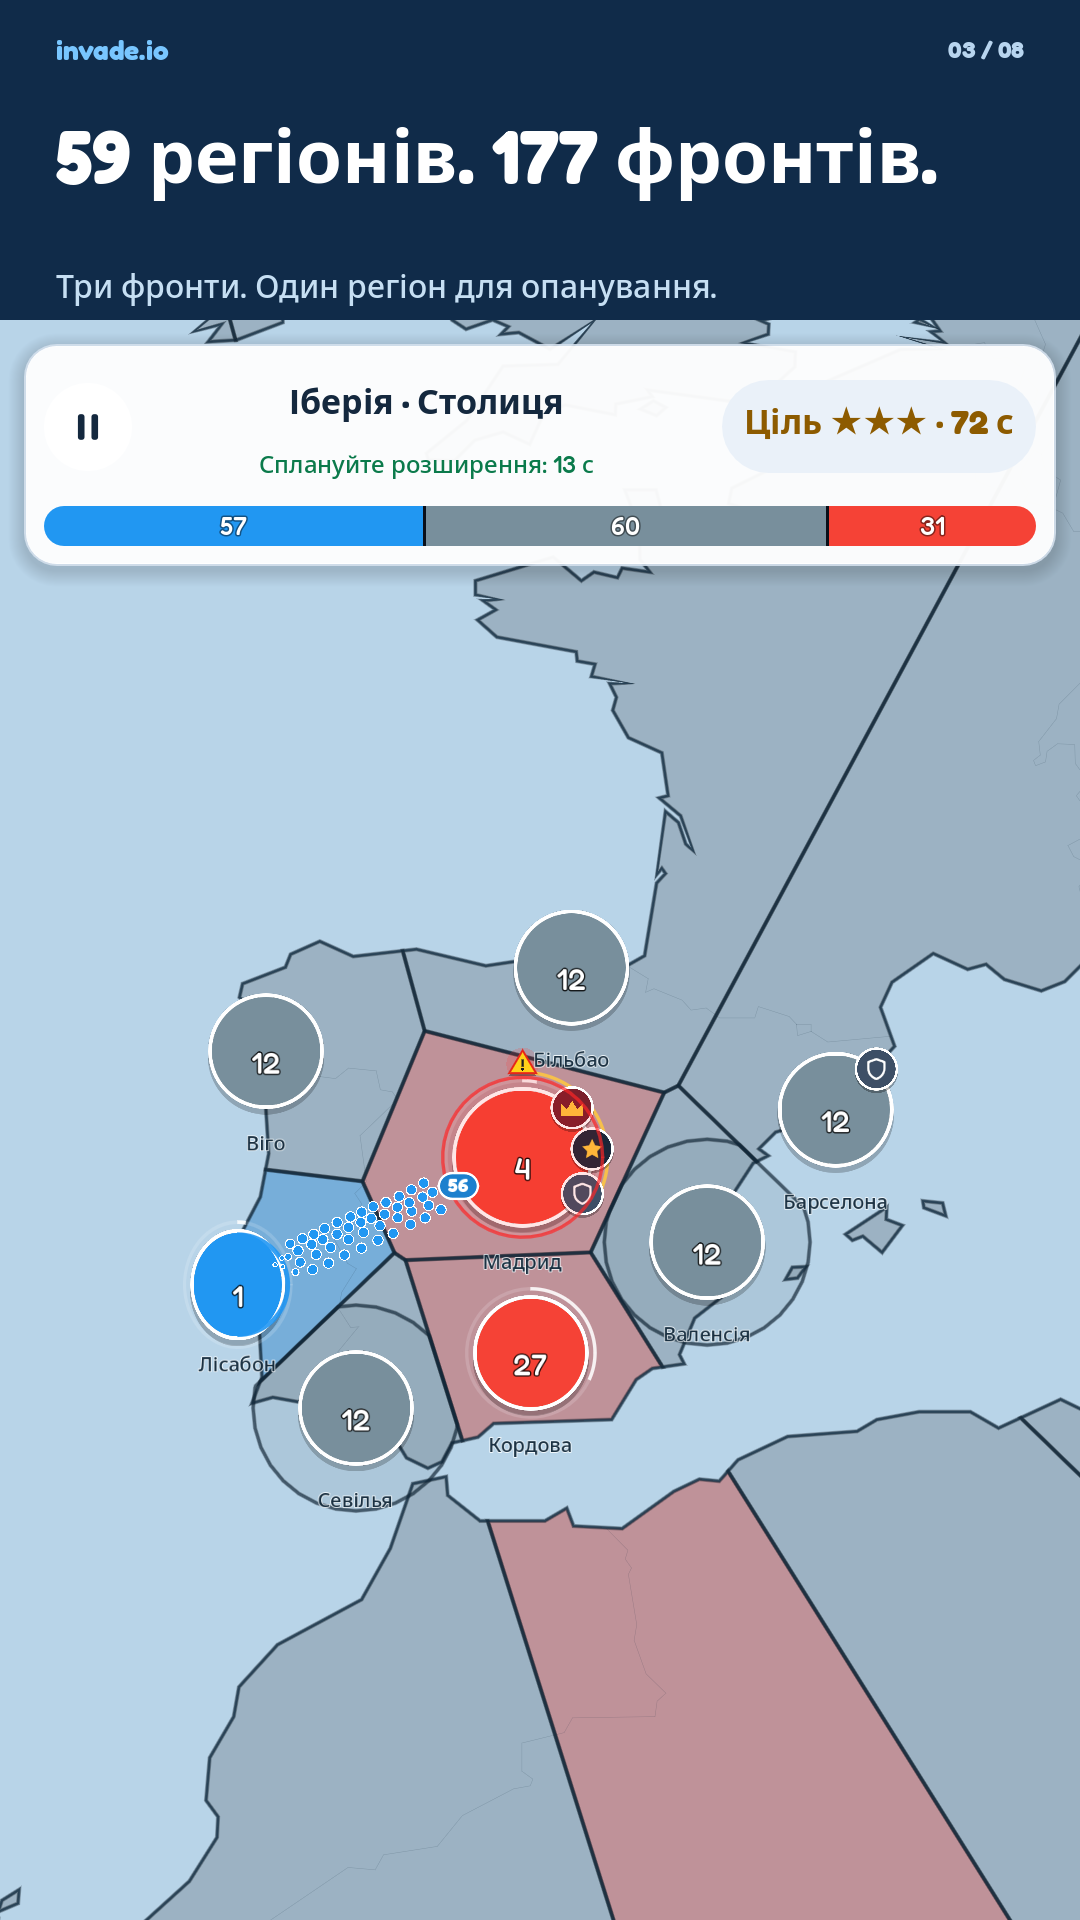 invade.io
03 / 08
59 регіонів. 177 фронтів.
Три фронти. Один регіон для опанування.
Іберія · Столиця
Ціль ★★★ · 72 с
Сплануйте розширення: 13 с
57
60
31
12
Більбао
12
Віго
12
Барселона
4
56
Мадрид
12
Валенсія
1
Лісабон
27
Кордова
12
Севілья